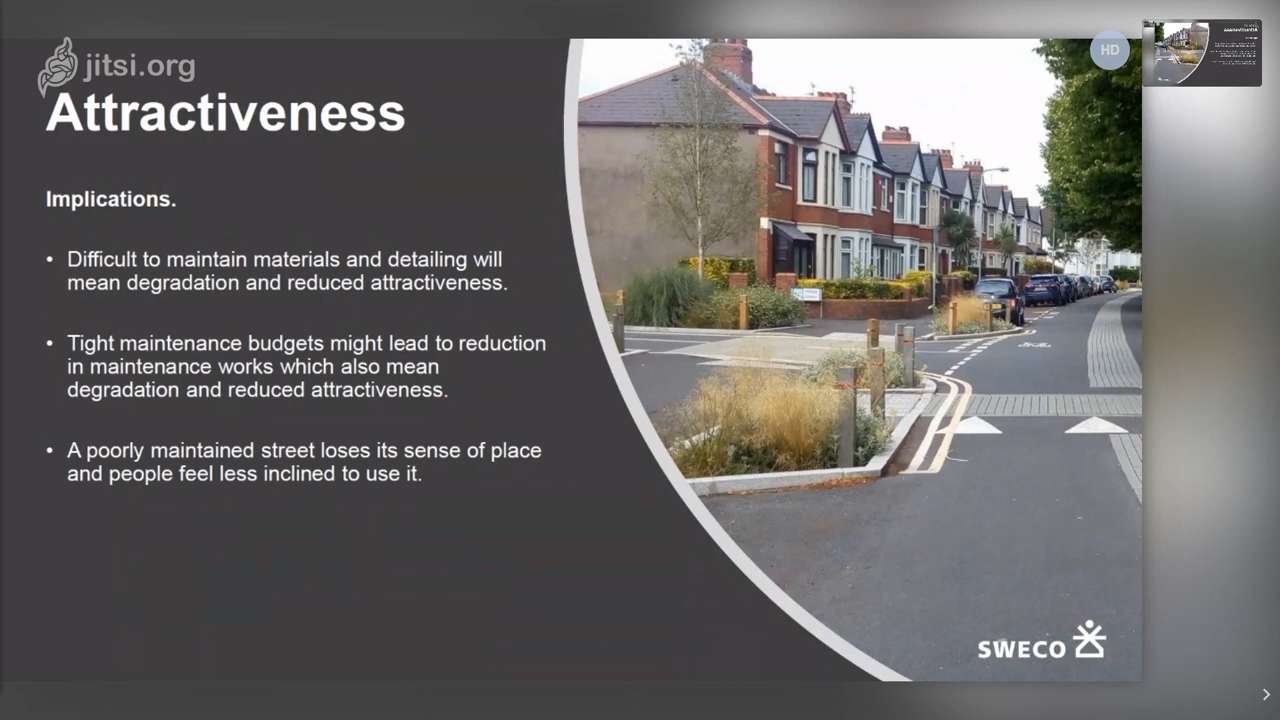 jitsi.org
HD
Attractiveness
Implications.
• Difficult to maintain materials and detailing will
mean degradation and reduced attractiveness.
• Tight maintenance budgets might lead to reduction
in maintenance works which also mean
degradation and reduced attractiveness.
• A poorly maintained street loses its sense of place
and people feel less inclined to use it.
SWECO